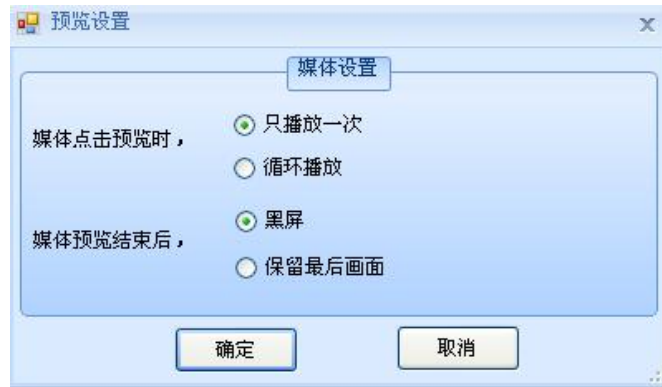 预览设置
媒体设置
媒体点击预览时，
只播放一次
循环播放
媒体预览结束后，
黑屏
保留最后画面
确定
取消